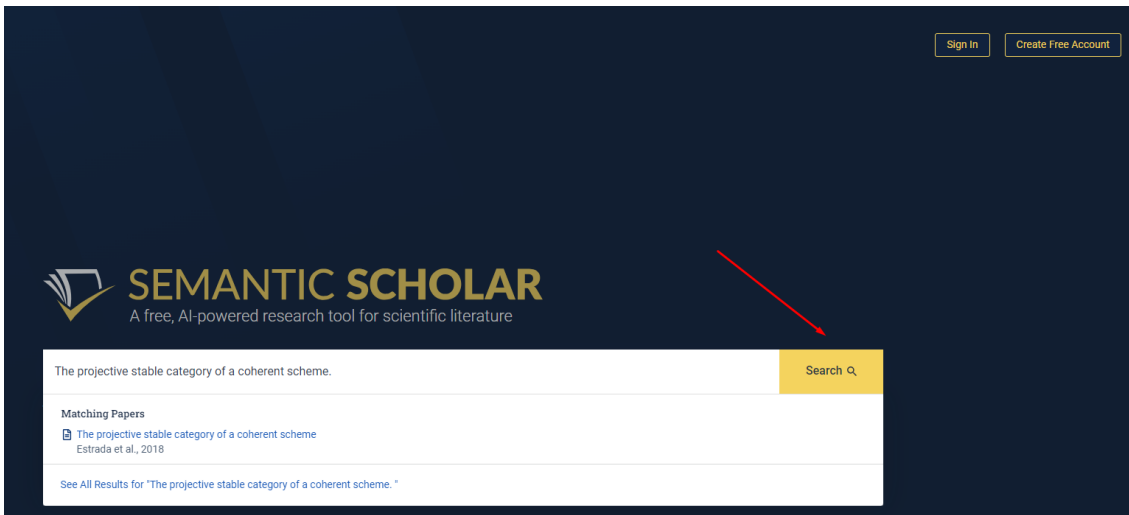 Sign In
Create Free Account
SEMANTIC SCHOLAR
A free, AI-powered research tool for scientific literature
The projective stable category of a coherent scheme.
Search
Matching Papers
The projective stable category of a coherent scheme
Estrada et al., 2018
See All Results for "The projective stable category of a coherent scheme. "